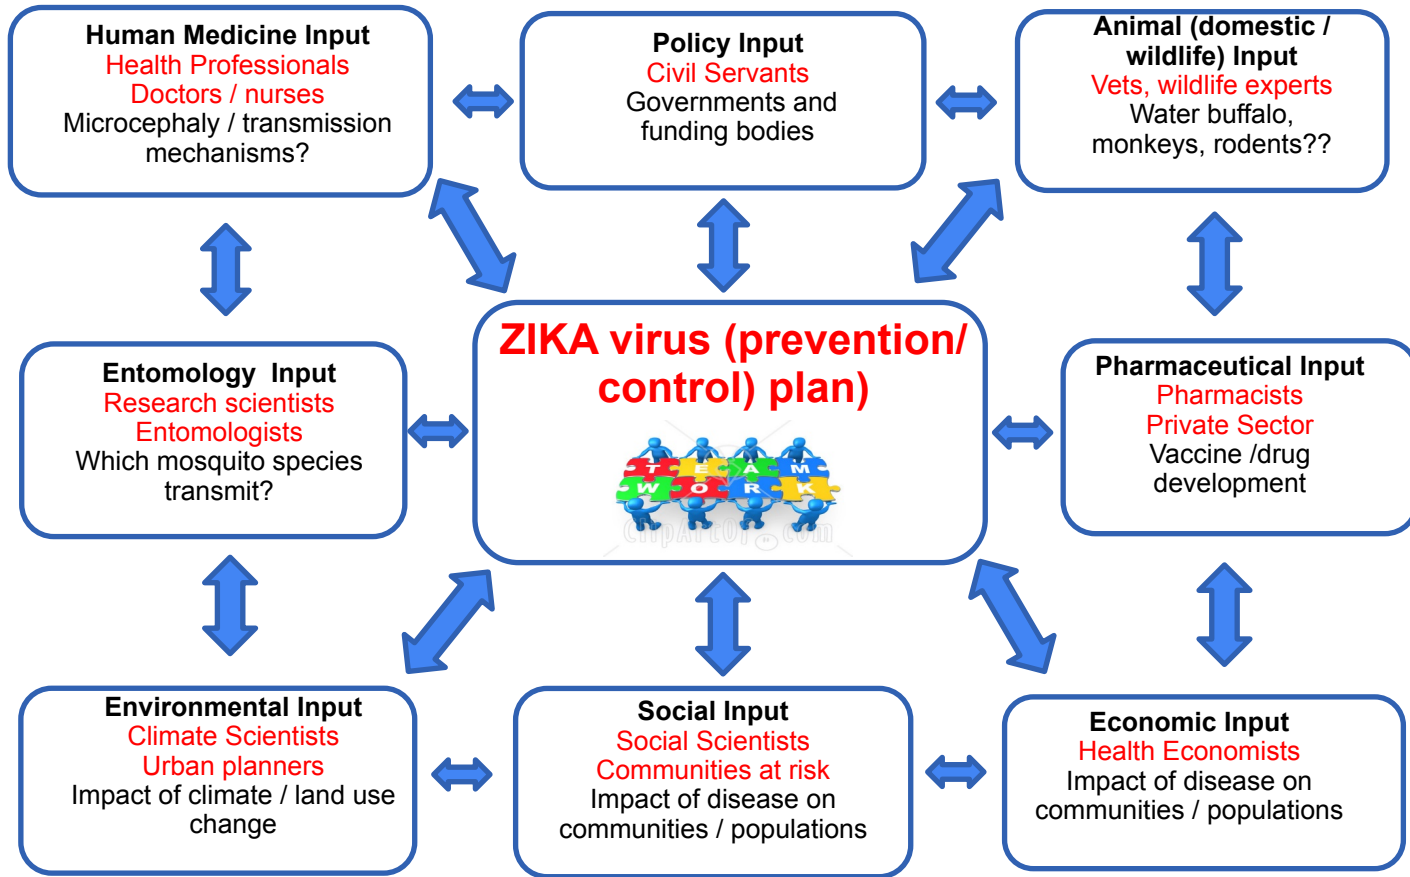 Human Medicine Input
Health Professionals
Doctors / nurses
Microcephaly / transmission
mechanisms?
Policy Input
Civil Servants
Governments and
funding bodies
Animal (domestic /
wildlife) Input
Vets, wildlife experts
Water buffalo,
monkeys, rodents??
Entomology  Input
Research scientists
Entomologists
Which mosquito species
transmit?
ZIKA virus (prevention/
control) plan)
T E A M
W O R K
ClipArtOf.com
Pharmaceutical Input
Pharmacists
Private Sector
Vaccine /drug
development
Environmental Input
Climate Scientists
Urban planners
Impact of climate / land use
change
Social Input
Social Scientists
Communities at risk
Impact of disease on
communities / populations
Economic Input
Health Economists
Impact of disease on
communities / populations